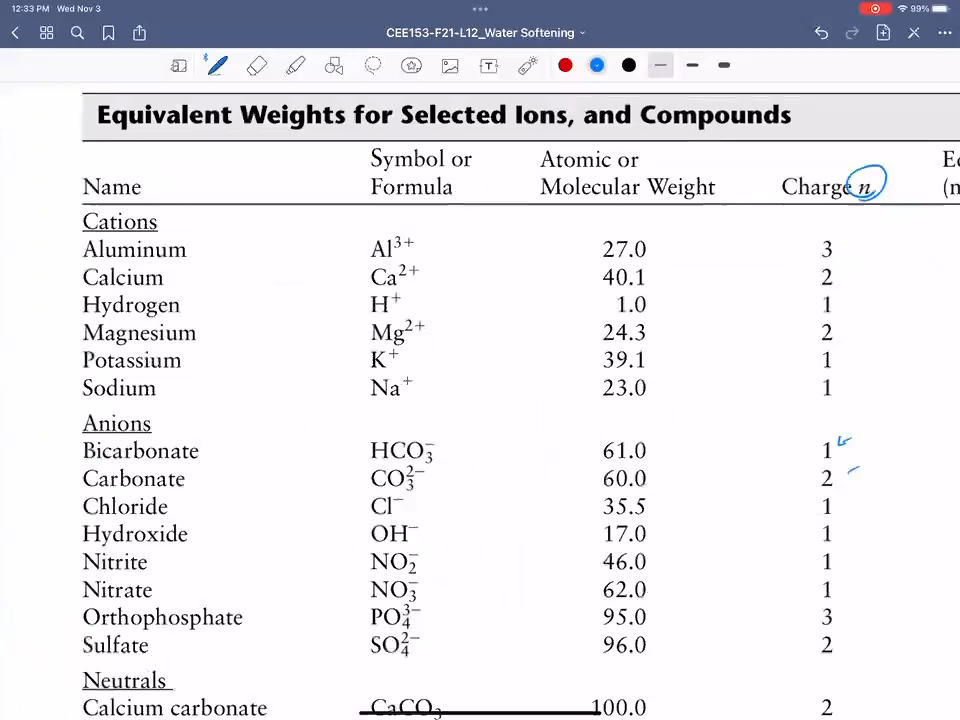 12:33 PM Wed Nov 3
99%
CEE153-F21-L12_Water Softening
Equivalent Weights for Selected Ions, and Compounds
Symbol or Atomic or
Name Formula Molecular Weight Charge n
Cations
Aluminum Al³⁺ 27.0 3
Calcium Ca²⁺ 40.1 2
Hydrogen H⁺ 1.0 1
Magnesium Mg²⁺ 24.3 2
Potassium K⁺ 39.1 1
Sodium Na⁺ 23.0 1
Anions
Bicarbonate HCO₃⁻ 61.0 1
Carbonate CO₃²⁻ 60.0 2
Chloride Cl⁻ 35.5 1
Hydroxide OH⁻ 17.0 1
Nitrite NO₂⁻ 46.0 1
Nitrate NO₃⁻ 62.0 1
Orthophosphate PO₄³⁻ 95.0 3
Sulfate SO₄²⁻ 96.0 2
Neutrals
Calcium carbonate CaCO₃ 100.0 2